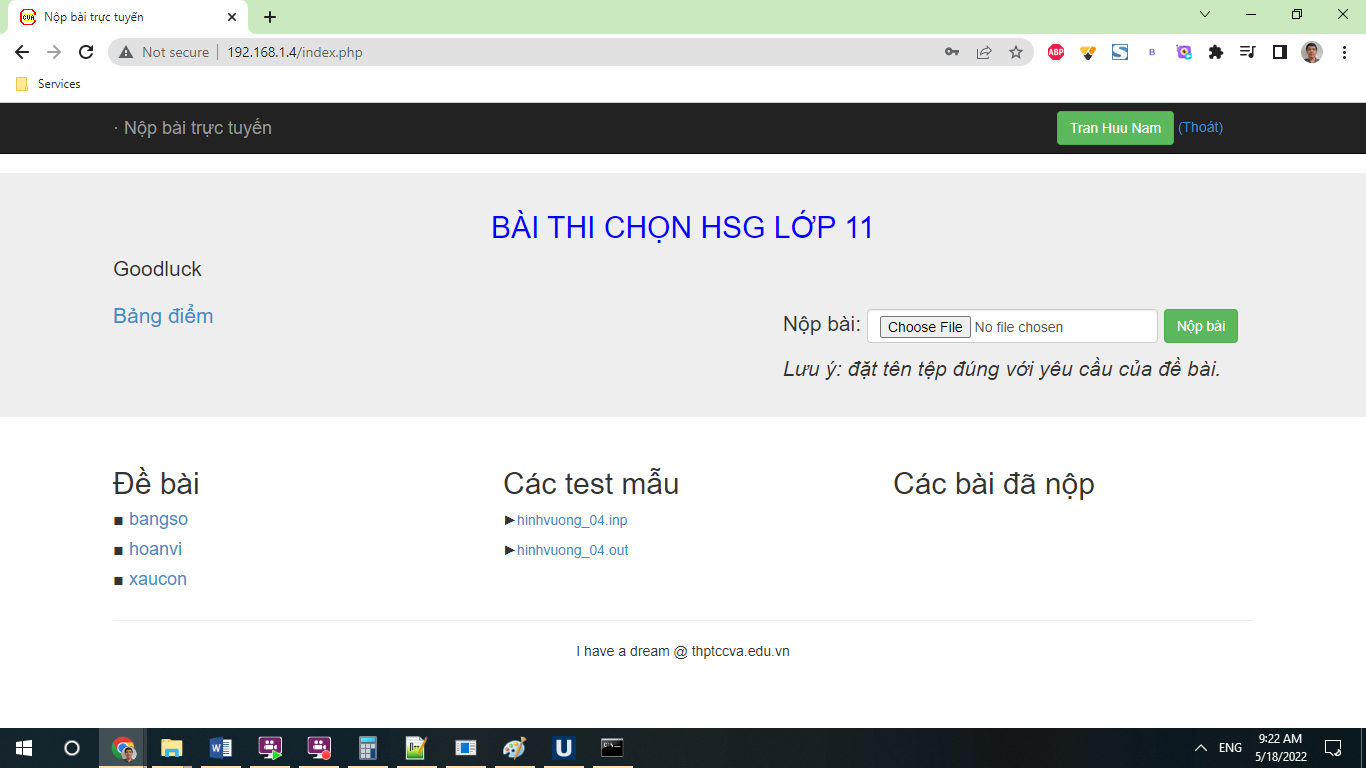 Nộp bài trực tuyến
Not secure 192.168.1.4/index.php
Services
· Nộp bài trực tuyến Tran Huu Nam (Thoát)
BÀI THI CHỌN HSG LỚP 11
Goodluck
Bảng điểm
Nộp bài: Choose File No file chosen Nộp bài
Lưu ý: đặt tên tệp đúng với yêu cầu của đề bài.
Đề bài
■ bangso
■ hoanvi
■ xaucon
Các test mẫu
►hinhvuong_04.inp
►hinhvuong_04.out
Các bài đã nộp
I have a dream @ thptccva.edu.vn
ENG
9:22 AM
5/18/2022